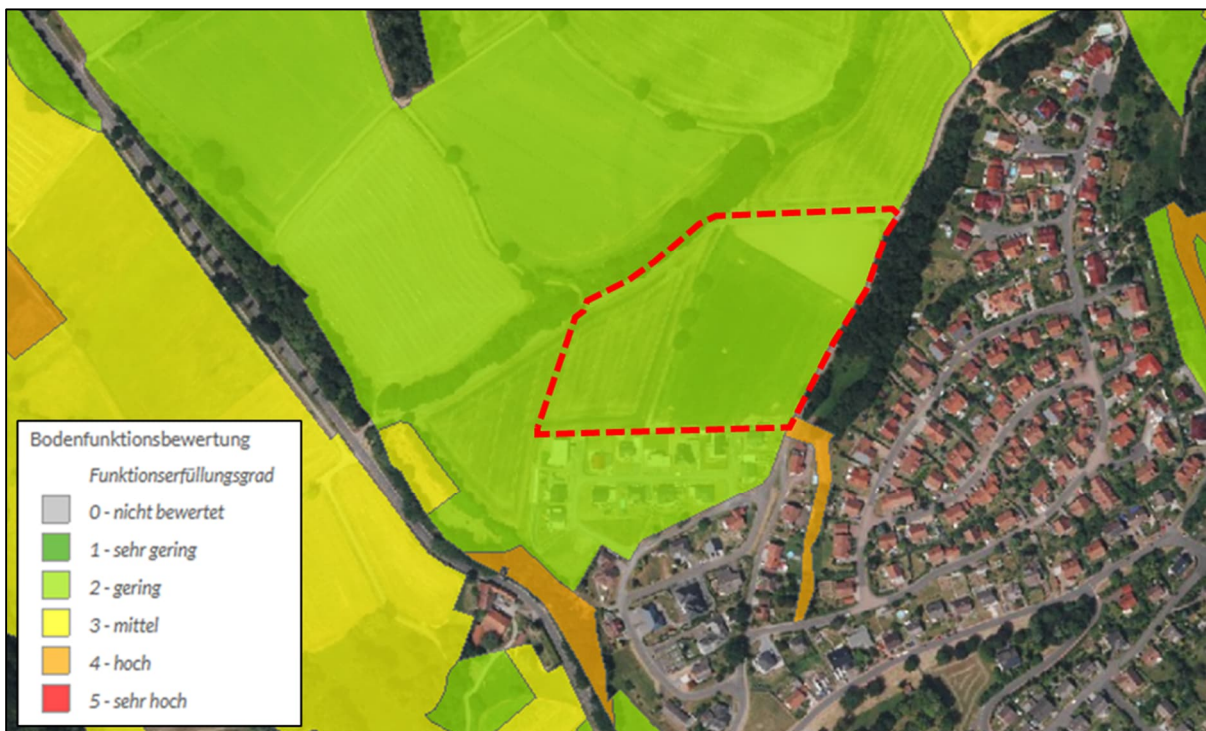 Bodenfunktionsbewertung
Funktionserfüllungsgrad
0 - nicht bewertet
1 - sehr gering
2 - gering
3 - mittel
4 - hoch
5 - sehr hoch